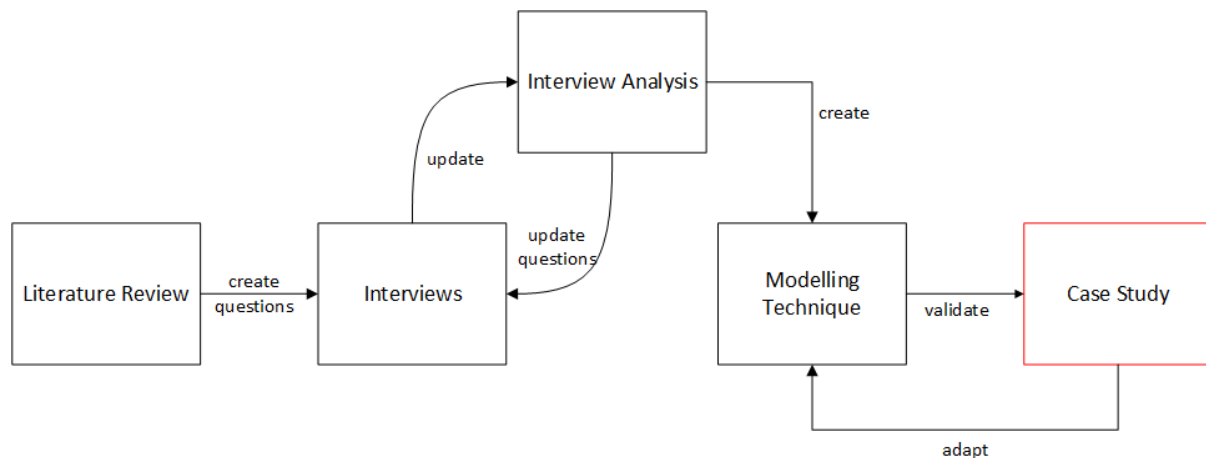 Interview Analysis
create
update
update
questions
Literature Review
create
questions
Interviews
Modelling
Technique
validate
Case Study
adapt